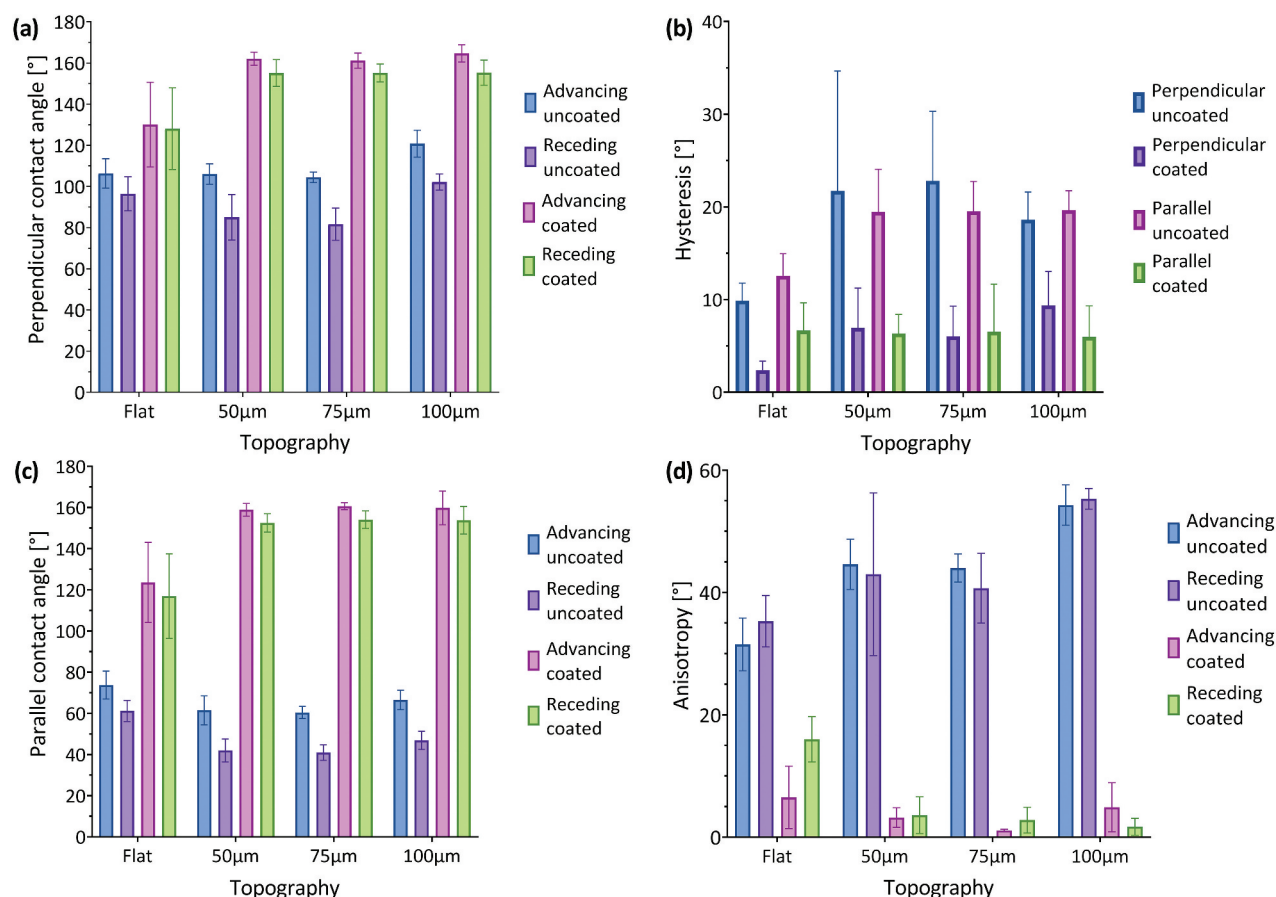 (a)
Perpendicular contact angle [°]
180
160
140
120
100
80
60
40
20
0
Flat
50μm
75μm
100μm
Topography
Advancing
uncoated
Receding
uncoated
Advancing
coated
Receding
coated
(b)
Hysteresis [°]
40
30
20
10
0
Flat
50μm
75μm
100μm
Topography
Perpendicular
uncoated
Perpendicular
coated
Parallel
uncoated
Parallel
coated
(c)
Parallel contact angle [°]
180
160
140
120
100
80
60
40
20
0
Flat
50μm
75μm
100μm
Topography
Advancing
uncoated
Receding
uncoated
Advancing
coated
Receding
coated
(d)
Anisotropy [°]
60
40
20
0
Flat
50μm
75μm
100μm
Topography
Advancing
uncoated
Receding
uncoated
Advancing
coated
Receding
coated